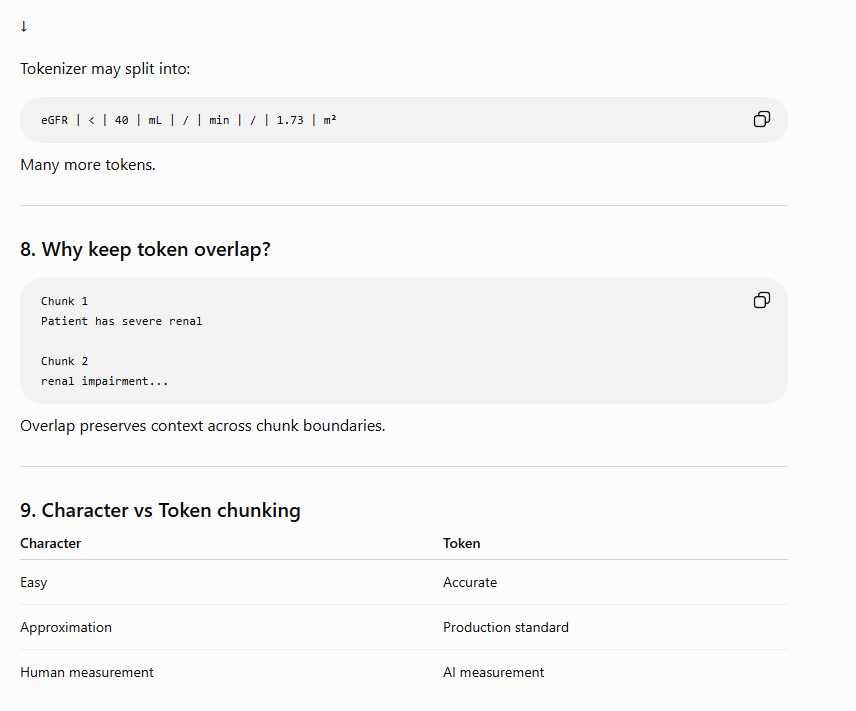 ↓
Tokenizer may split into:
eGFR | < | 40 | mL | / | min | / | 1.73 | m²
Many more tokens.
8. Why keep token overlap?
Chunk 1
Patient has severe renal
Chunk 2
renal impairment...
Overlap preserves context across chunk boundaries.
9. Character vs Token chunking
Character Token
Easy Accurate
Approximation Production standard
Human measurement AI measurement